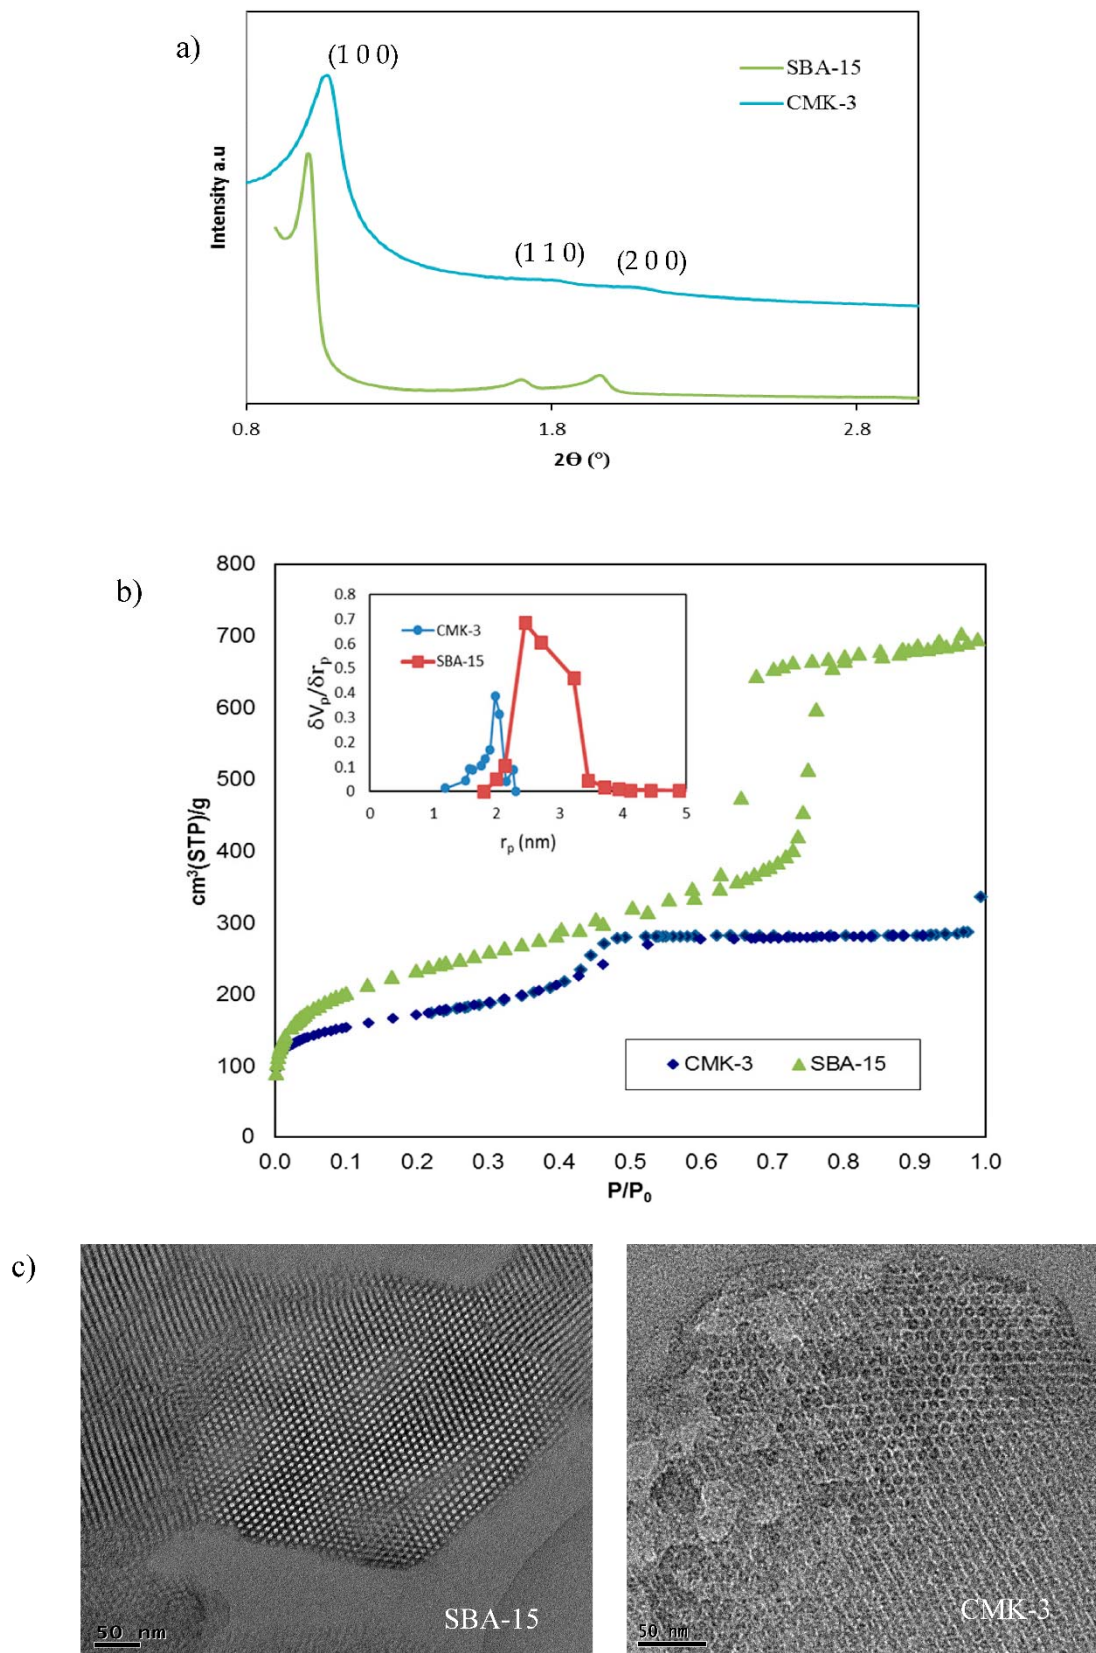 a)
(1 0 0)
SBA-15
CMK-3
Intensity a.u
(1 1 0)
(2 0 0)
0.8
1.8
2.8
2Ө (°)
b)
800
700
600
500
400
300
200
100
0
cm³(STP)/g
0.8
0.7
0.6
0.5
0.4
0.3
0.2
0.1
0
δVₚ/δrₚ
CMK-3
SBA-15
0 1 2 3 4 5
rₚ (nm)
CMK-3 SBA-15
0.0 0.1 0.2 0.3 0.4 0.5 0.6 0.7 0.8 0.9 1.0
P/P₀
c)
50 nm
SBA-15
50 nm
CMK-3